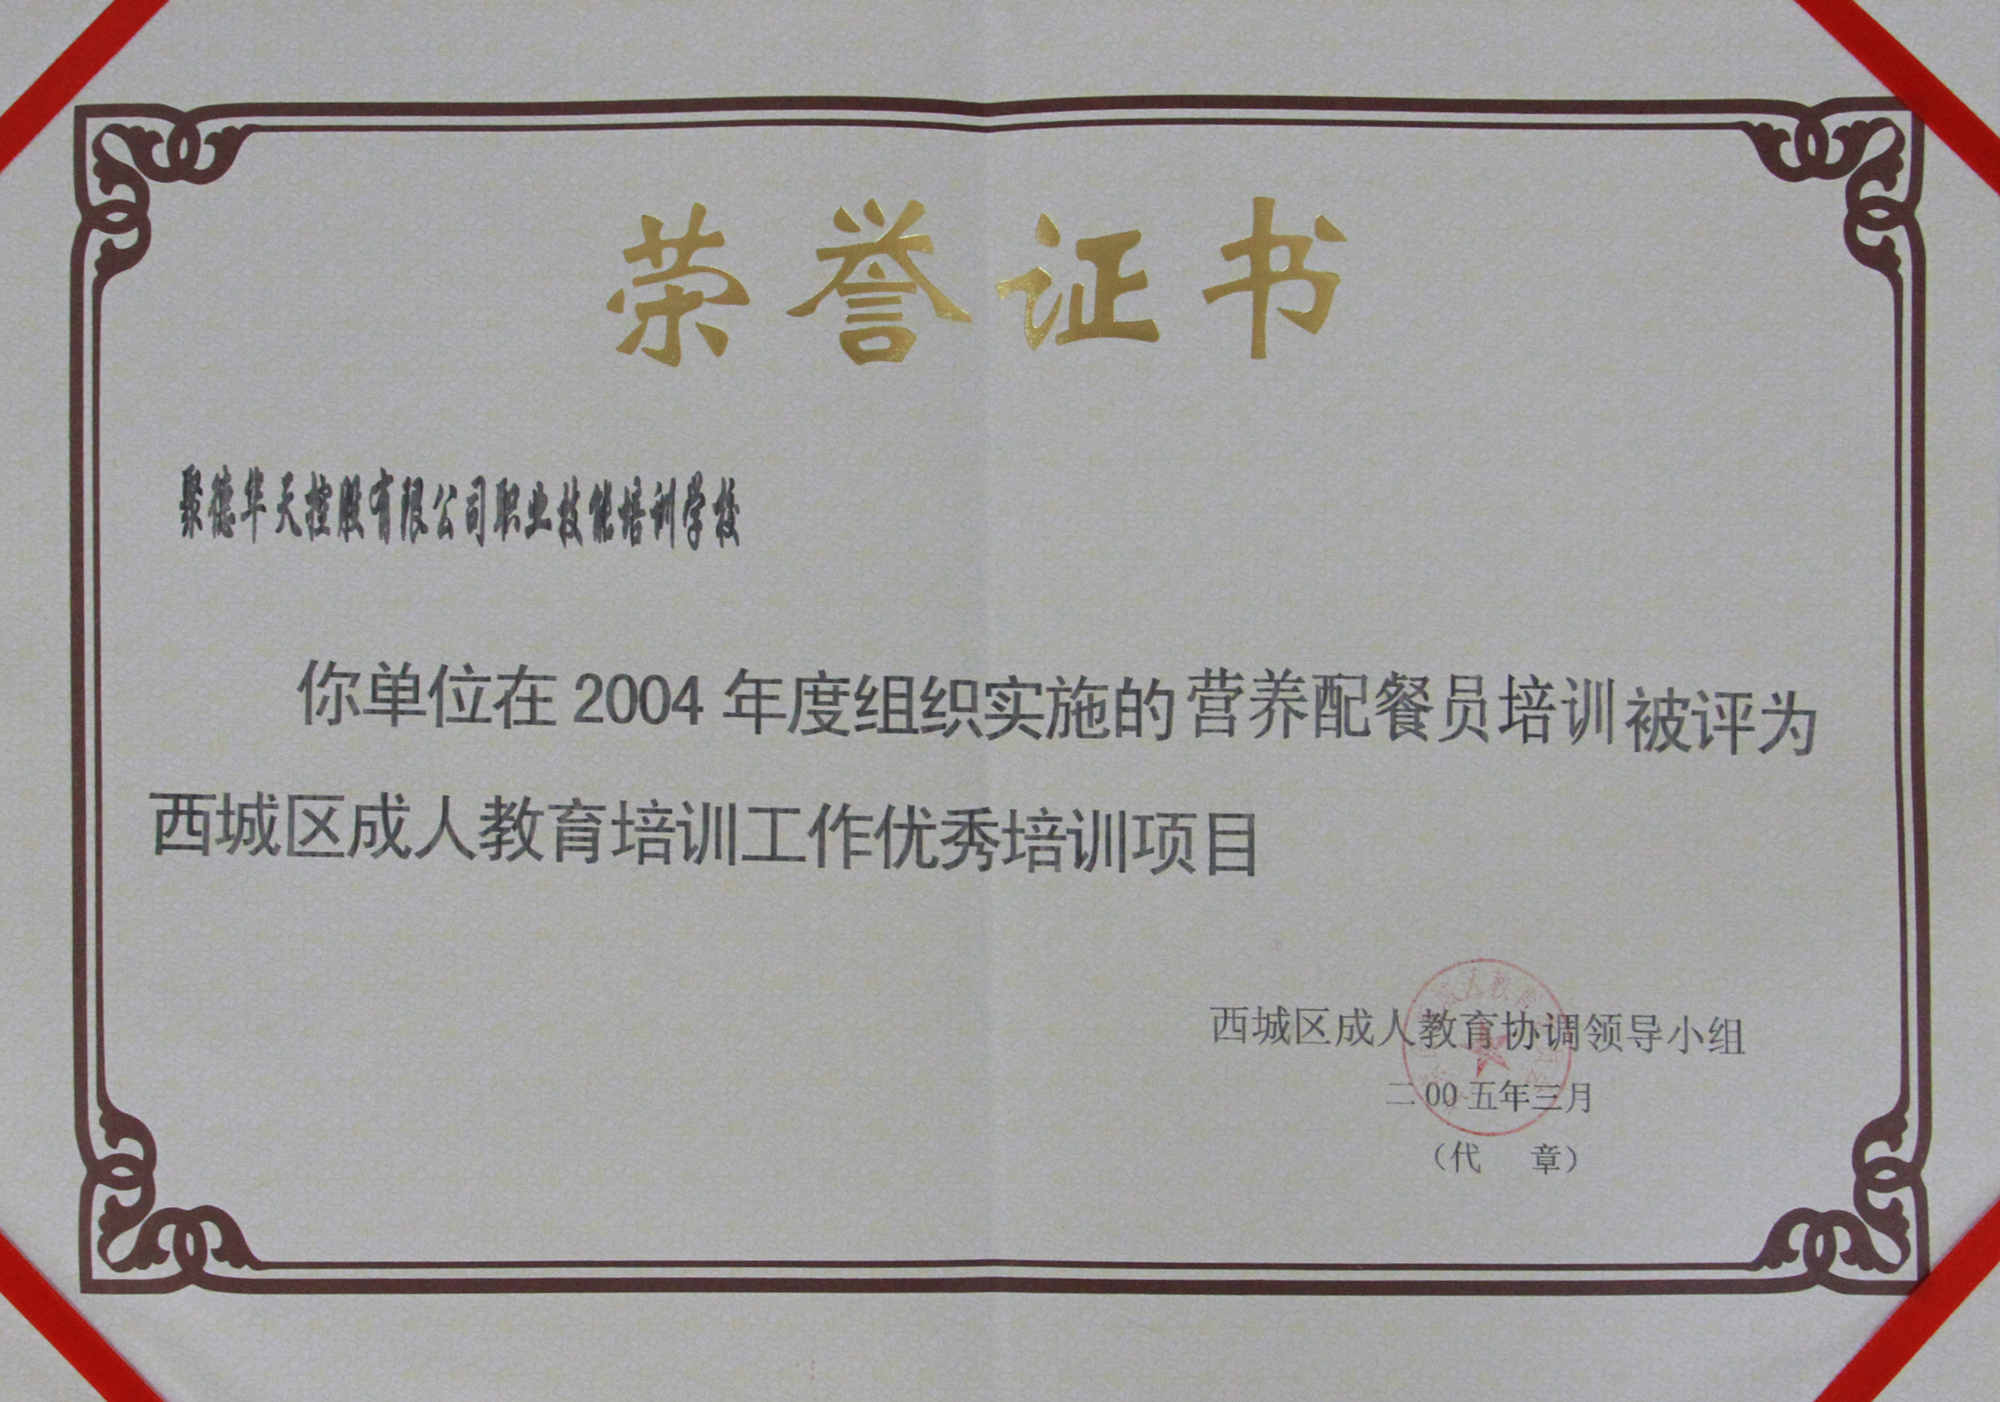 荣誉证书
聚德华天控股有限公司职业技能培训学校
你单位在2004年度组织实施的营养配餐员培训被评为
西城区成人教育培训工作优秀培训项目
西城区成人教育协调领导小组
二00五年三月
（代 章）
成人教育